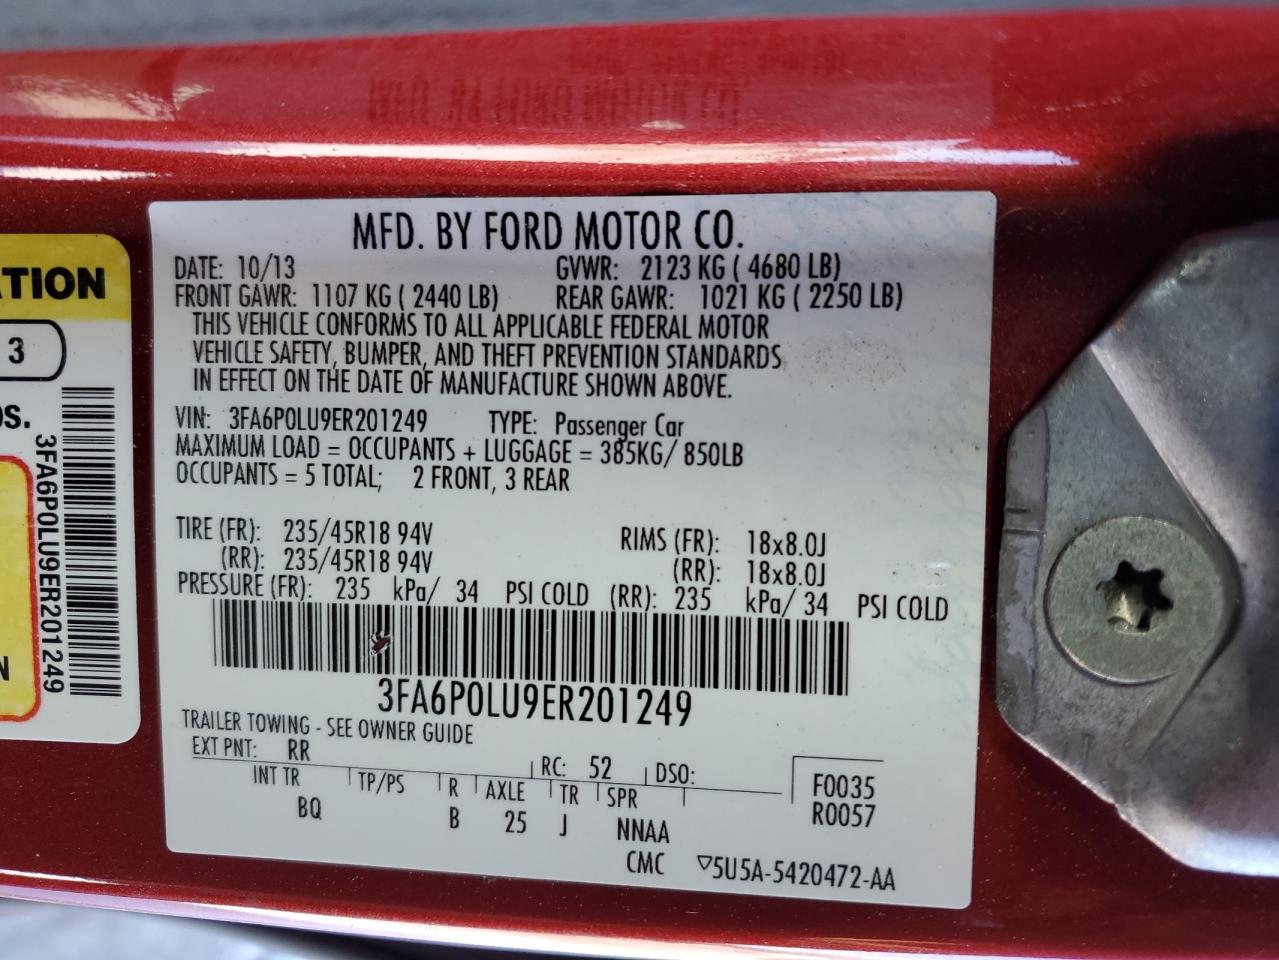 MFD. BY FORD MOTOR CO.
DATE: 10/13 GVWR: 2123 KG ( 4680 LB)
FRONT GAWR: 1107 KG ( 2440 LB) REAR GAWR: 1021 KG ( 2250 LB)
THIS VEHICLE CONFORMS TO ALL APPLICABLE FEDERAL MOTOR
VEHICLE SAFETY, BUMPER, AND THEFT PREVENTION STANDARDS
IN EFFECT ON THE DATE OF MANUFACTURE SHOWN ABOVE.
VIN: 3FA6P0LU9ER201249 TYPE: Passenger Car
MAXIMUM LOAD = OCCUPANTS + LUGGAGE = 385KG/ 850LB
OCCUPANTS = 5 TOTAL; 2 FRONT, 3 REAR
TIRE (FR): 235/45R18 94V RIMS (FR): 18x8.0J
(RR): 235/45R18 94V (RR): 18x8.0J
PRESSURE (FR): 235 kPa/ 34 PSI COLD (RR): 235 kPa/ 34 PSI COLD
3FA6P0LU9ER201249
TRAILER TOWING - SEE OWNER GUIDE
EXT PNT: RR RC: 52 DSO:
INT TR TP/PS R AXLE TR SPR F0035
BQ B 25 J NNAA R0057
CMC ▽5U5A-5420472-AA
ATION
3
OS.
3FA6P0LU9ER201249
N